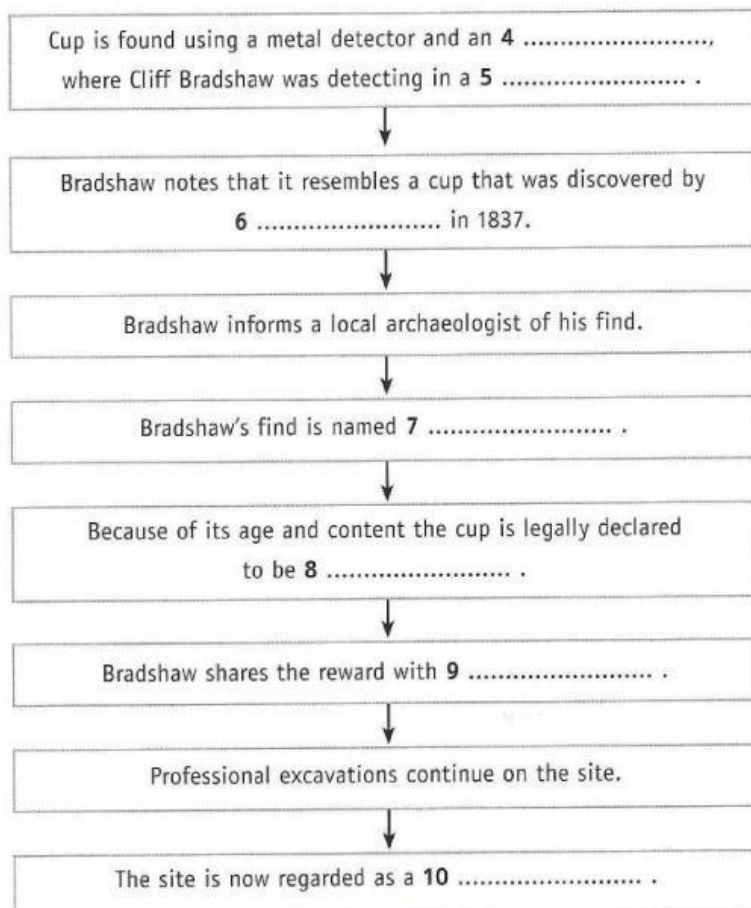 Cup is found using a metal detector and an 4 ..........................,
where Cliff Bradshaw was detecting in a 5 .......................... .
Bradshaw notes that it resembles a cup that was discovered by
6 .......................... in 1837.
Bradshaw informs a local archaeologist of his find.
Bradshaw's find is named 7 .......................... .
Because of its age and content the cup is legally declared
to be 8 .......................... .
Bradshaw shares the reward with 9 .......................... .
Professional excavations continue on the site.
The site is now regarded as a 10 .......................... .